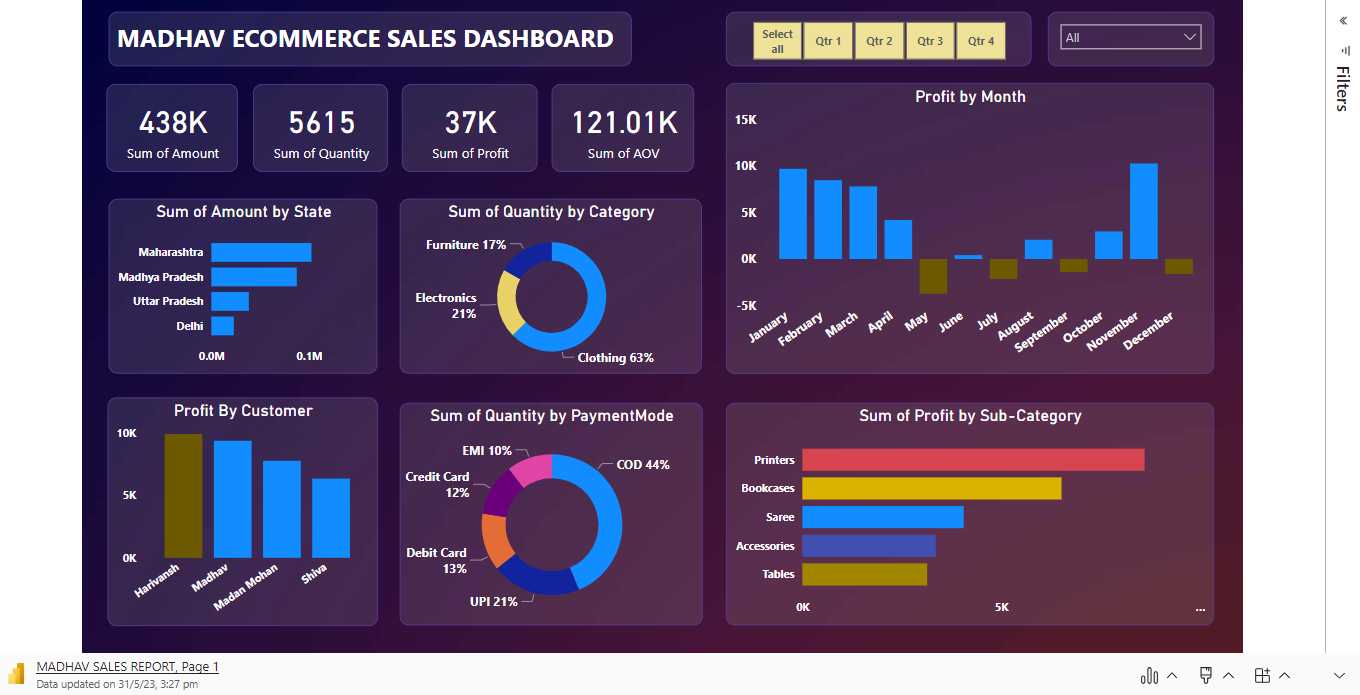 MADHAV ECOMMERCE SALES DASHBOARD
Select
all
Qtr 1
Qtr 2
Qtr 3
Qtr 4
All
Filters
438K
Sum of Amount
5615
Sum of Quantity
37K
Sum of Profit
121.01K
Sum of AOV
Profit by Month
15K
10K
5K
0K
-5K
January
February
March
April
May
June
July
August
September
October
November
December
Sum of Amount by State
Maharashtra
Madhya Pradesh
Uttar Pradesh
Delhi
0.0M
0.1M
Sum of Quantity by Category
Furniture 17%
Electronics
21%
Clothing 63%
Profit By Customer
10K
5K
0K
Harivansh
Madhav
Madan Mohan
Shiva
Sum of Quantity by PaymentMode
EMI 10%
COD 44%
Credit Card
12%
Debit Card
13%
UPI 21%
Sum of Profit by Sub-Category
Printers
Bookcases
Saree
Accessories
Tables
0K
5K
...
MADHAV SALES REPORT, Page 1
Data updated on 31/5/23, 3:27 pm